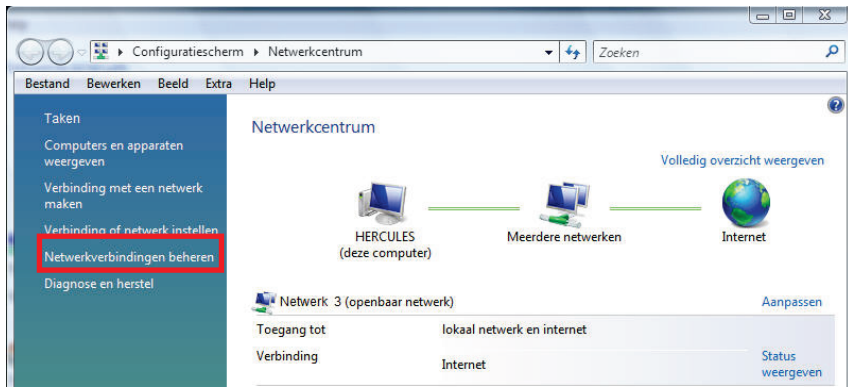 Configuratiescherm ▸ Netwerkcentrum
Zoeken
Bestand Bewerken Beeld Extra Help
Taken
Computers en apparaten
weergeven
Verbinding met een netwerk
maken
Verbinding of netwerk instellen
Netwerkverbindingen beheren
Diagnose en herstel
Netwerkcentrum
Volledig overzicht weergeven
HERCULES
(deze computer)
Meerdere netwerken
Internet
Netwerk 3 (openbaar netwerk)
Aanpassen
Toegang tot
lokaal netwerk en internet
Verbinding
Internet
Status
weergeven